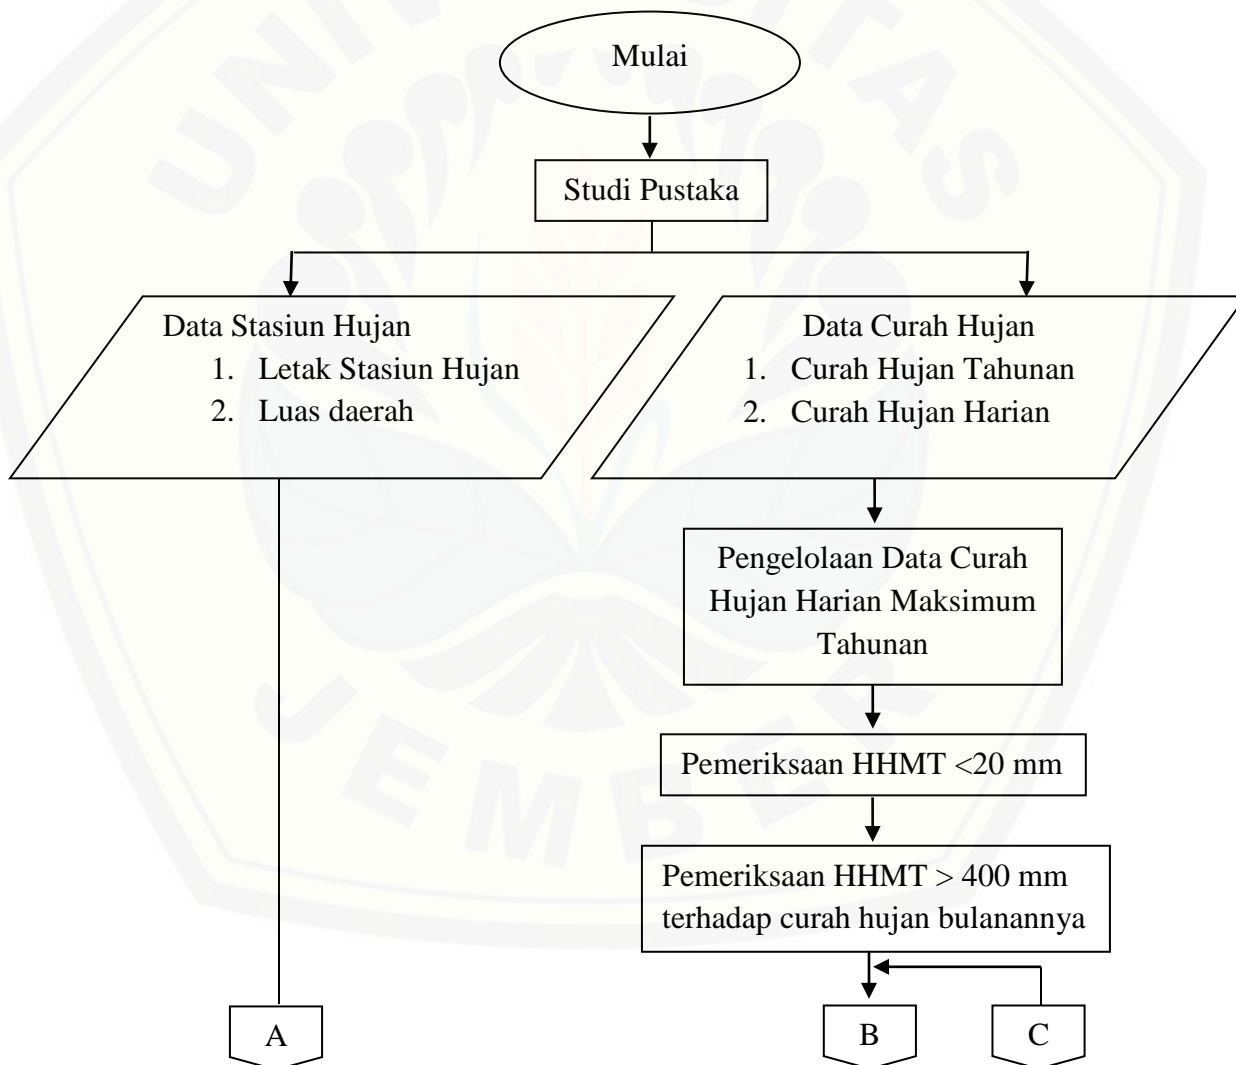 UNIVERSITAS
Mulai
Studi Pustaka
Data Stasiun Hujan
1. Letak Stasiun Hujan
2. Luas daerah
Data Curah Hujan
1. Curah Hujan Tahunan
2. Curah Hujan Harian
Pengelolaan Data Curah
Hujan Harian Maksimum
Tahunan
Pemeriksaan HHMT <20 mm
Pemeriksaan HHMT > 400 mm
terhadap curah hujan bulanannya
JEMBER
A
B
C